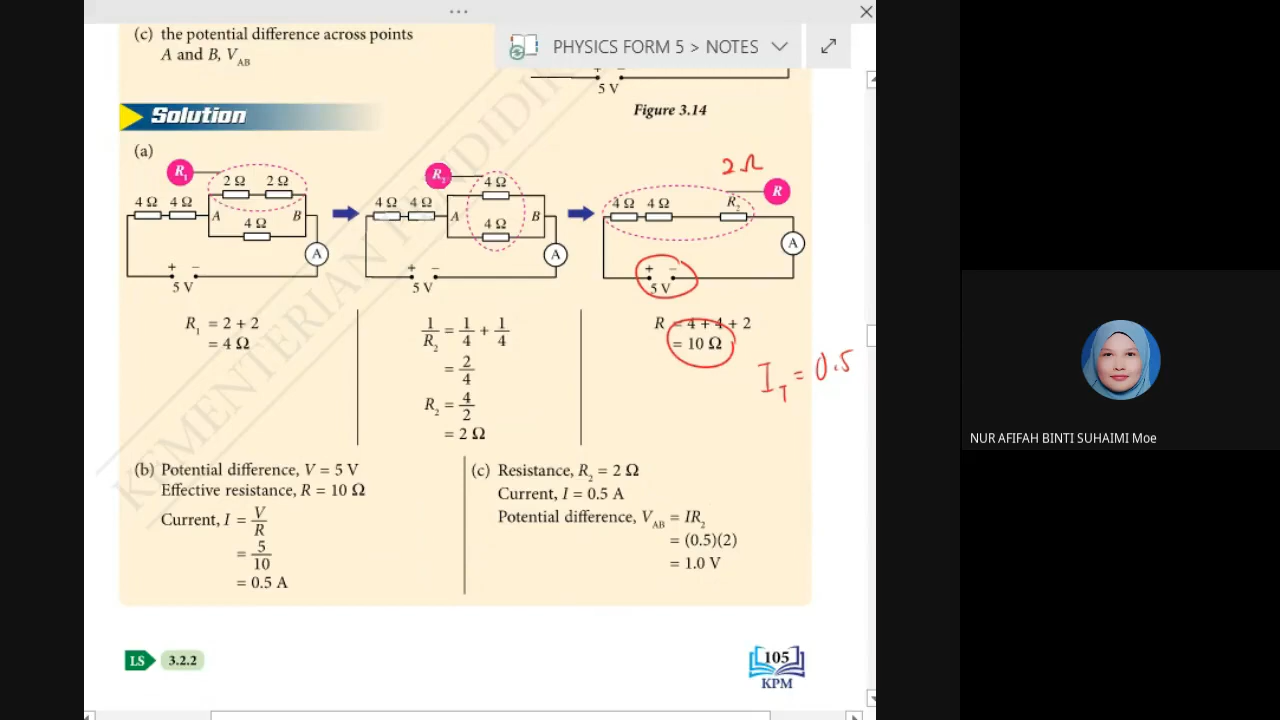 (c) the potential difference across points
A and B, V_AB
PHYSICS FORM 5 > NOTES
+ −
5 V
Figure 3.14
Solution
(a)
R₁
2 Ω 2 Ω
4 Ω 4 Ω
A B
4 Ω
A
+ −
5 V
R₂
4 Ω
4 Ω 4 Ω
A B
4 Ω
A
+ −
5 V
2 Ω
R
4 Ω 4 Ω R₂
A
+ −
5 V
R₁ = 2 + 2
= 4 Ω
1/R₂ = 1/4 + 1/4
= 2/4
R₂ = 4/2
= 2 Ω
R = 4 + 4 + 2
= 10 Ω
I_T = 0.5
(b) Potential difference, V = 5 V
Effective resistance, R = 10 Ω
Current, I = V/R
= 5/10
= 0.5 A
(c) Resistance, R₂ = 2 Ω
Current, I = 0.5 A
Potential difference, V_AB = IR₂
= (0.5)(2)
= 1.0 V
LS 3.2.2
105
KPM
KEMENTERIAN PENDIDIK
NUR AFIFAH BINTI SUHAIMI Moe